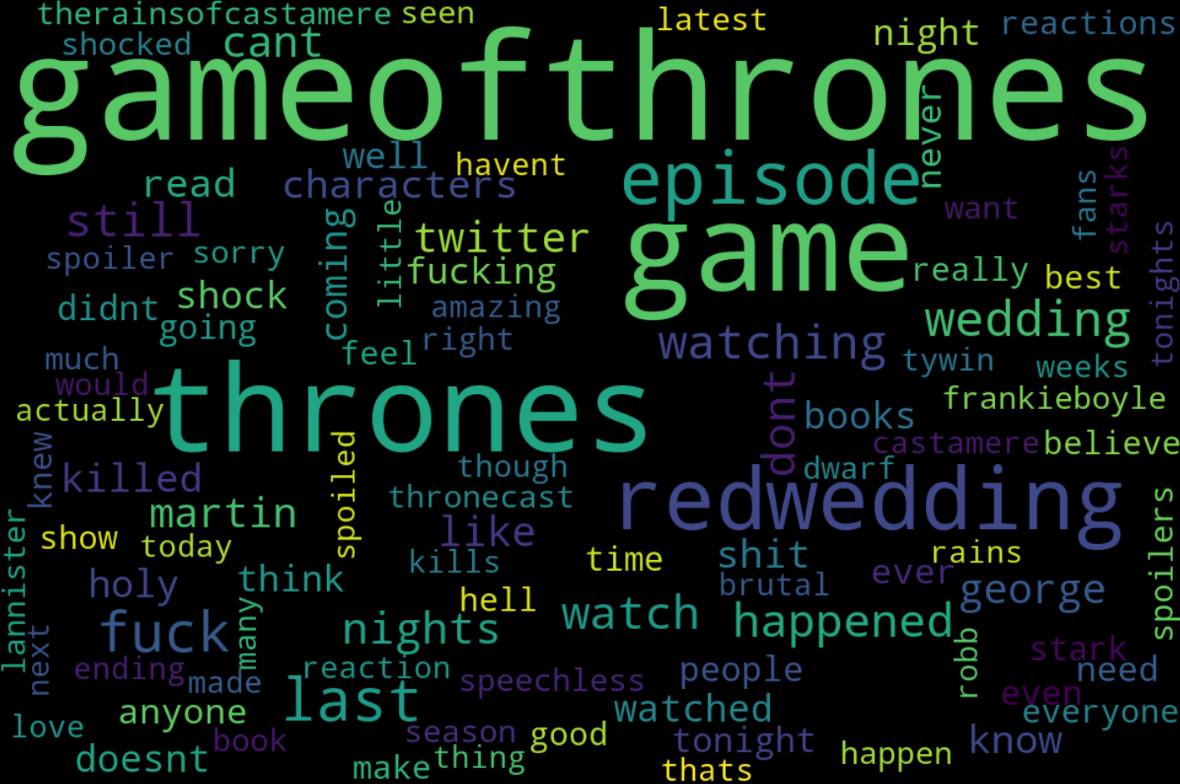 therainsofcastamere
seen
latest
night
reactions
shocked
cant
gameofthrones
never
well
havent
episode
read
characters
want
fans
starks
still
little
coming
twitter
game
tonights
spoiler
sorry
fucking
really
best
shock
didnt
amazing
wedding
going
right
watching
much
feel
tywin
weeks
would
thrones
dont
actually
books
frankieboyle
castamere
believe
knew
killed
spoiled
though
dwarf
thronecast
redwedding
martin
like
spoilers
show
today
kills
time
shit
rains
lannister
holy
think
brutal
ever
george
hell
fuck
many
nights
watch
happened
next
robb
stark
ending
made
reaction
speechless
people
need
last
even
anyone
watched
everyone
love
book
season
good
tonight
know
doesnt
make
thing
thats
happen